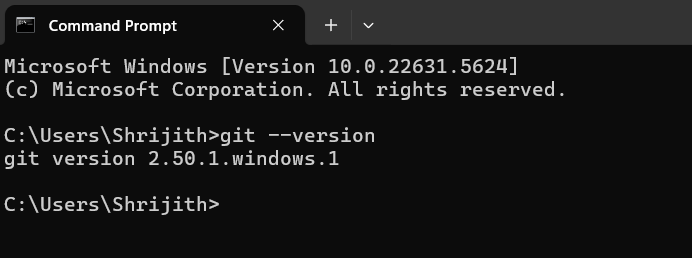 Command Prompt
Microsoft Windows [Version 10.0.22631.5624]
(c) Microsoft Corporation. All rights reserved.
C:\Users\Shrijith>git --version
git version 2.50.1.windows.1
C:\Users\Shrijith>